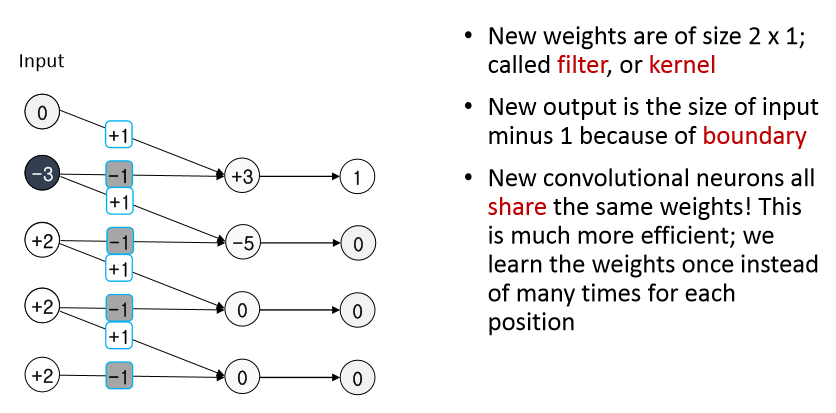 Input
0
+1
−3
−1
+3
1
+1
+2
−1
−5
0
+1
+2
−1
0
0
+1
+2
−1
0
0
• New weights are of size 2 x 1;
called filter, or kernel
• New output is the size of input
minus 1 because of boundary
• New convolutional neurons all
share the same weights! This
is much more efficient; we
learn the weights once instead
of many times for each
position